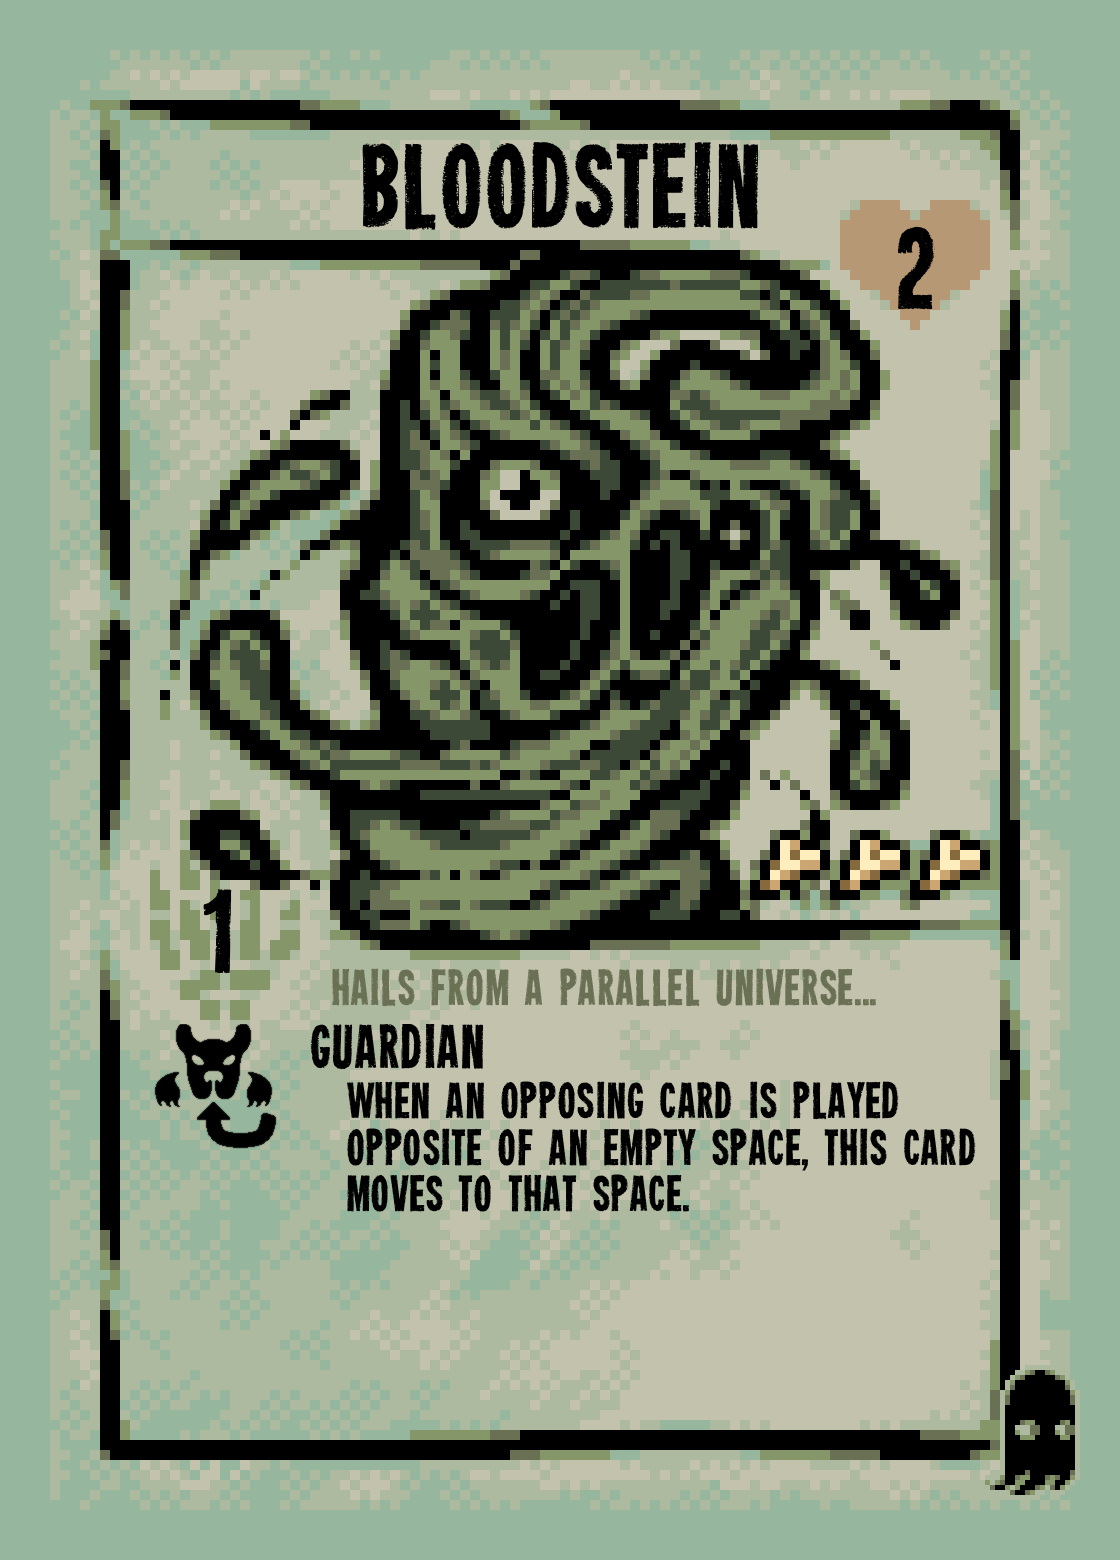 BLOODSTEIN
2
1
HAILS FROM A PARALLEL UNIVERSE...
GUARDIAN
WHEN AN OPPOSING CARD IS PLAYED
OPPOSITE OF AN EMPTY SPACE, THIS CARD
MOVES TO THAT SPACE.